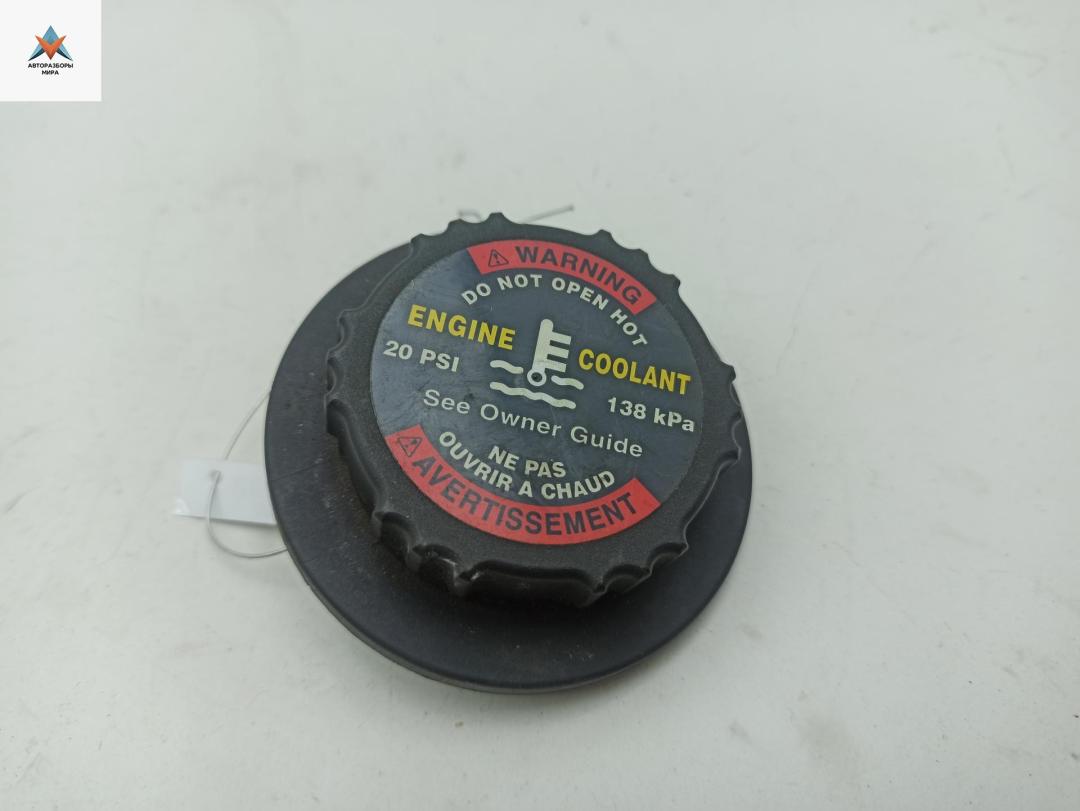 АВТОРАЗБОРЫ
МИРА
WARNING
DO NOT OPEN HOT
ENGINE COOLANT
20 PSI 138 kPa
See Owner Guide
NE PAS
OUVRIR A CHAUD
AVERTISSEMENT